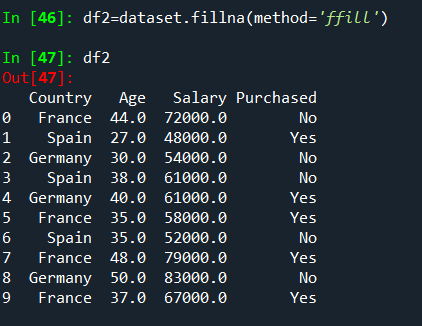 In [46]: df2=dataset.fillna(method='ffill')
In [47]: df2
Out[47]:
Country Age Salary Purchased
0 France 44.0 72000.0 No
1 Spain 27.0 48000.0 Yes
2 Germany 30.0 54000.0 No
3 Spain 38.0 61000.0 No
4 Germany 40.0 61000.0 Yes
5 France 35.0 58000.0 Yes
6 Spain 35.0 52000.0 No
7 France 48.0 79000.0 Yes
8 Germany 50.0 83000.0 No
9 France 37.0 67000.0 Yes